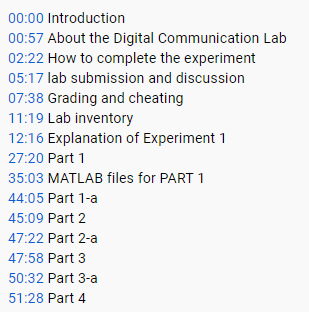 00:00 Introduction
00:57 About the Digital Communication Lab
02:22 How to complete the experiment
05:17 lab submission and discussion
07:38 Grading and cheating
11:19 Lab inventory
12:16 Explanation of Experiment 1
27:20 Part 1
35:03 MATLAB files for PART 1
44:05 Part 1-a
45:09 Part 2
47:22 Part 2-a
47:58 Part 3
50:32 Part 3-a
51:28 Part 4